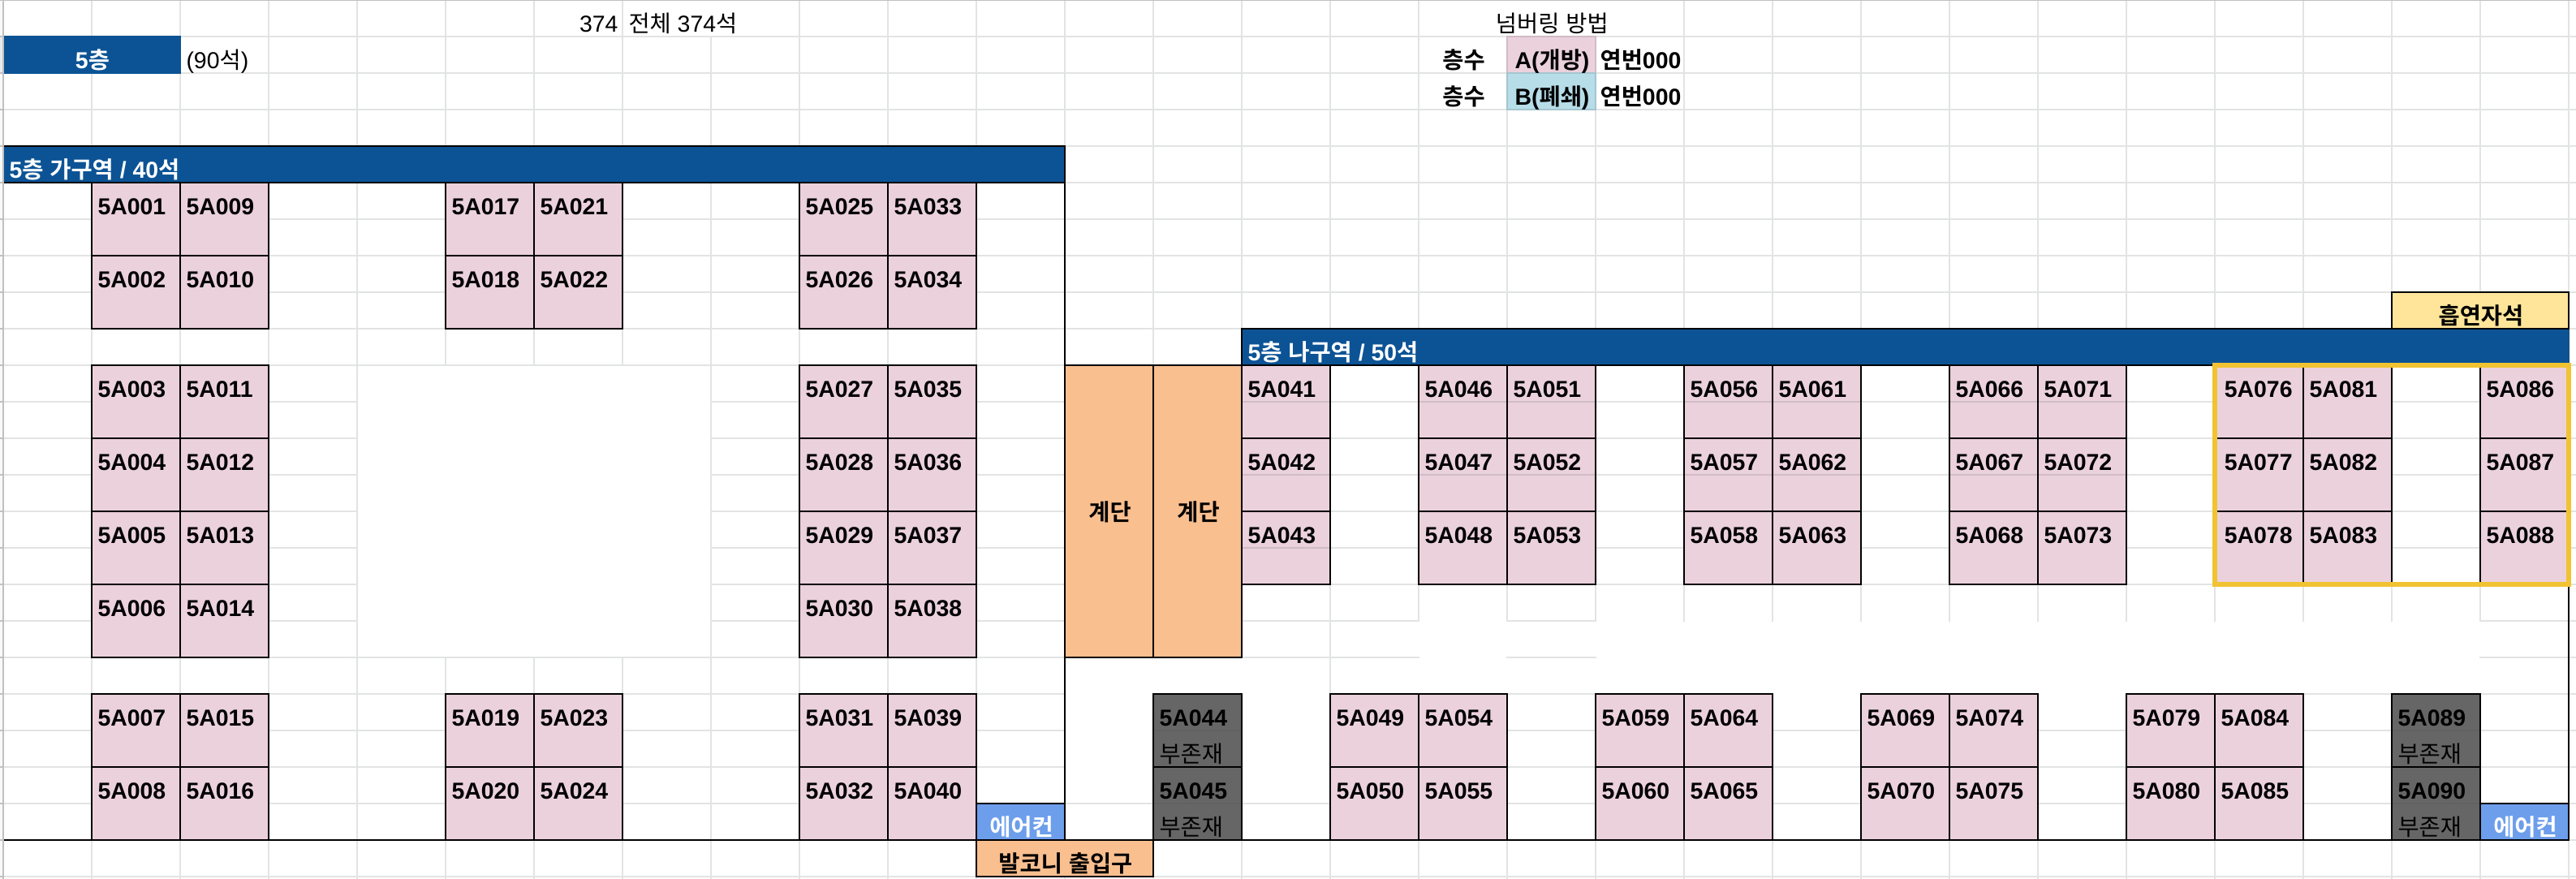 374 전체 374석 넘버링 방법
5층 (90석) 층수 A(개방) 연번000
층수 B(폐쇄) 연번000
5층 가구역 / 40석
5A001 5A009 5A017 5A021 5A025 5A033
5A002 5A010 5A018 5A022 5A026 5A034
흡연자석
5층 나구역 / 50석
5A003 5A011 5A027 5A035 5A041 5A046 5A051 5A056 5A061 5A066 5A071 5A076 5A081 5A086
5A004 5A012 5A028 5A036 5A042 5A047 5A052 5A057 5A062 5A067 5A072 5A077 5A082 5A087
계단 계단
5A005 5A013 5A029 5A037 5A043 5A048 5A053 5A058 5A063 5A068 5A073 5A078 5A083 5A088
5A006 5A014 5A030 5A038
5A007 5A015 5A019 5A023 5A031 5A039 5A044 5A049 5A054 5A059 5A064 5A069 5A074 5A079 5A084 5A089
부존재 부존재
5A008 5A016 5A020 5A024 5A032 5A040 5A045 5A050 5A055 5A060 5A065 5A070 5A075 5A080 5A085 5A090
에어컨 부존재 부존재 에어컨
발코니 출입구